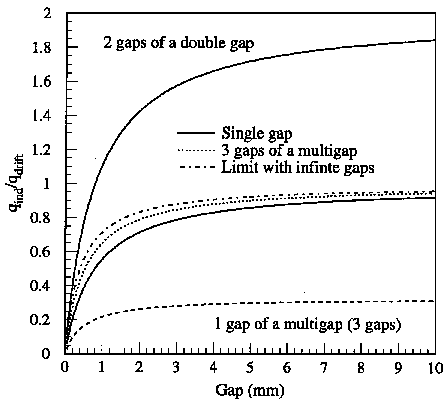 2
1.8
1.6
1.4
1.2
1
0.8
0.6
0.4
0.2
0
q_ind/q_drift
2 gaps of a double gap
Single gap
3 gaps of a multigap
Limit with infinte gaps
1 gap of a multigap (3 gaps)
0 1 2 3 4 5 6 7 8 9 10
Gap (mm)